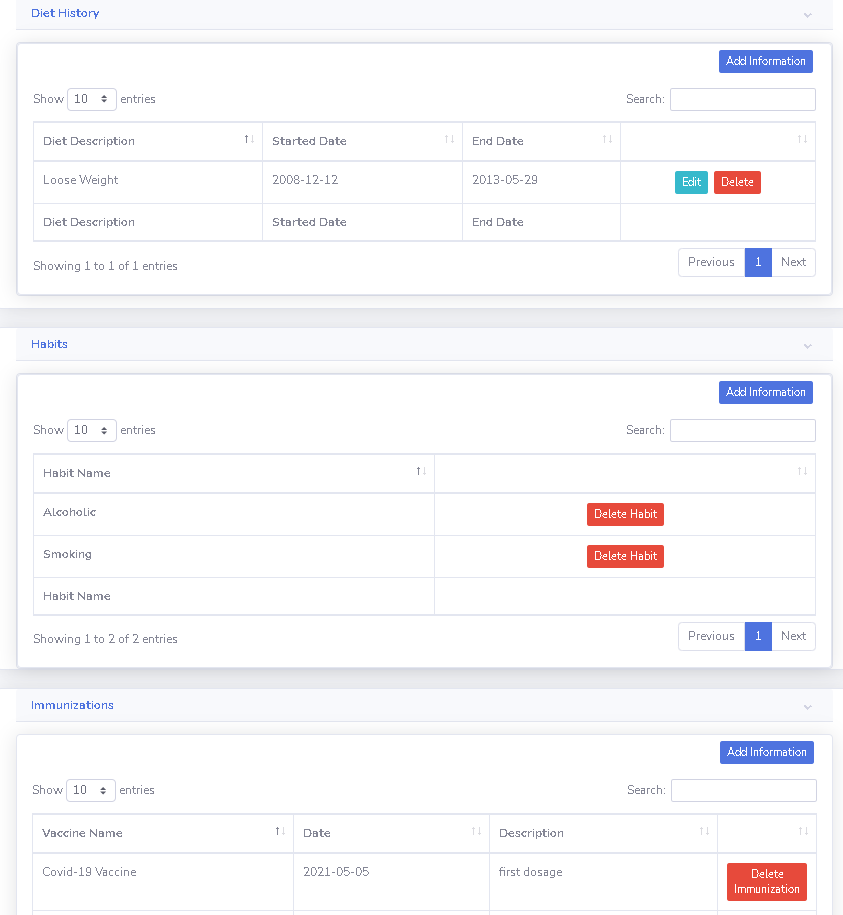 Diet History
Add Information
Show 10 entries Search:
Diet Description Started Date End Date
Loose Weight 2008-12-12 2013-05-29 Edit Delete
Diet Description Started Date End Date
Showing 1 to 1 of 1 entries Previous 1 Next
Habits
Add Information
Show 10 entries Search:
Habit Name
Alcoholic Delete Habit
Smoking Delete Habit
Habit Name
Showing 1 to 2 of 2 entries Previous 1 Next
Immunizations
Add Information
Show 10 entries Search:
Vaccine Name Date Description
Covid-19 Vaccine 2021-05-05 first dosage Delete
Immunization